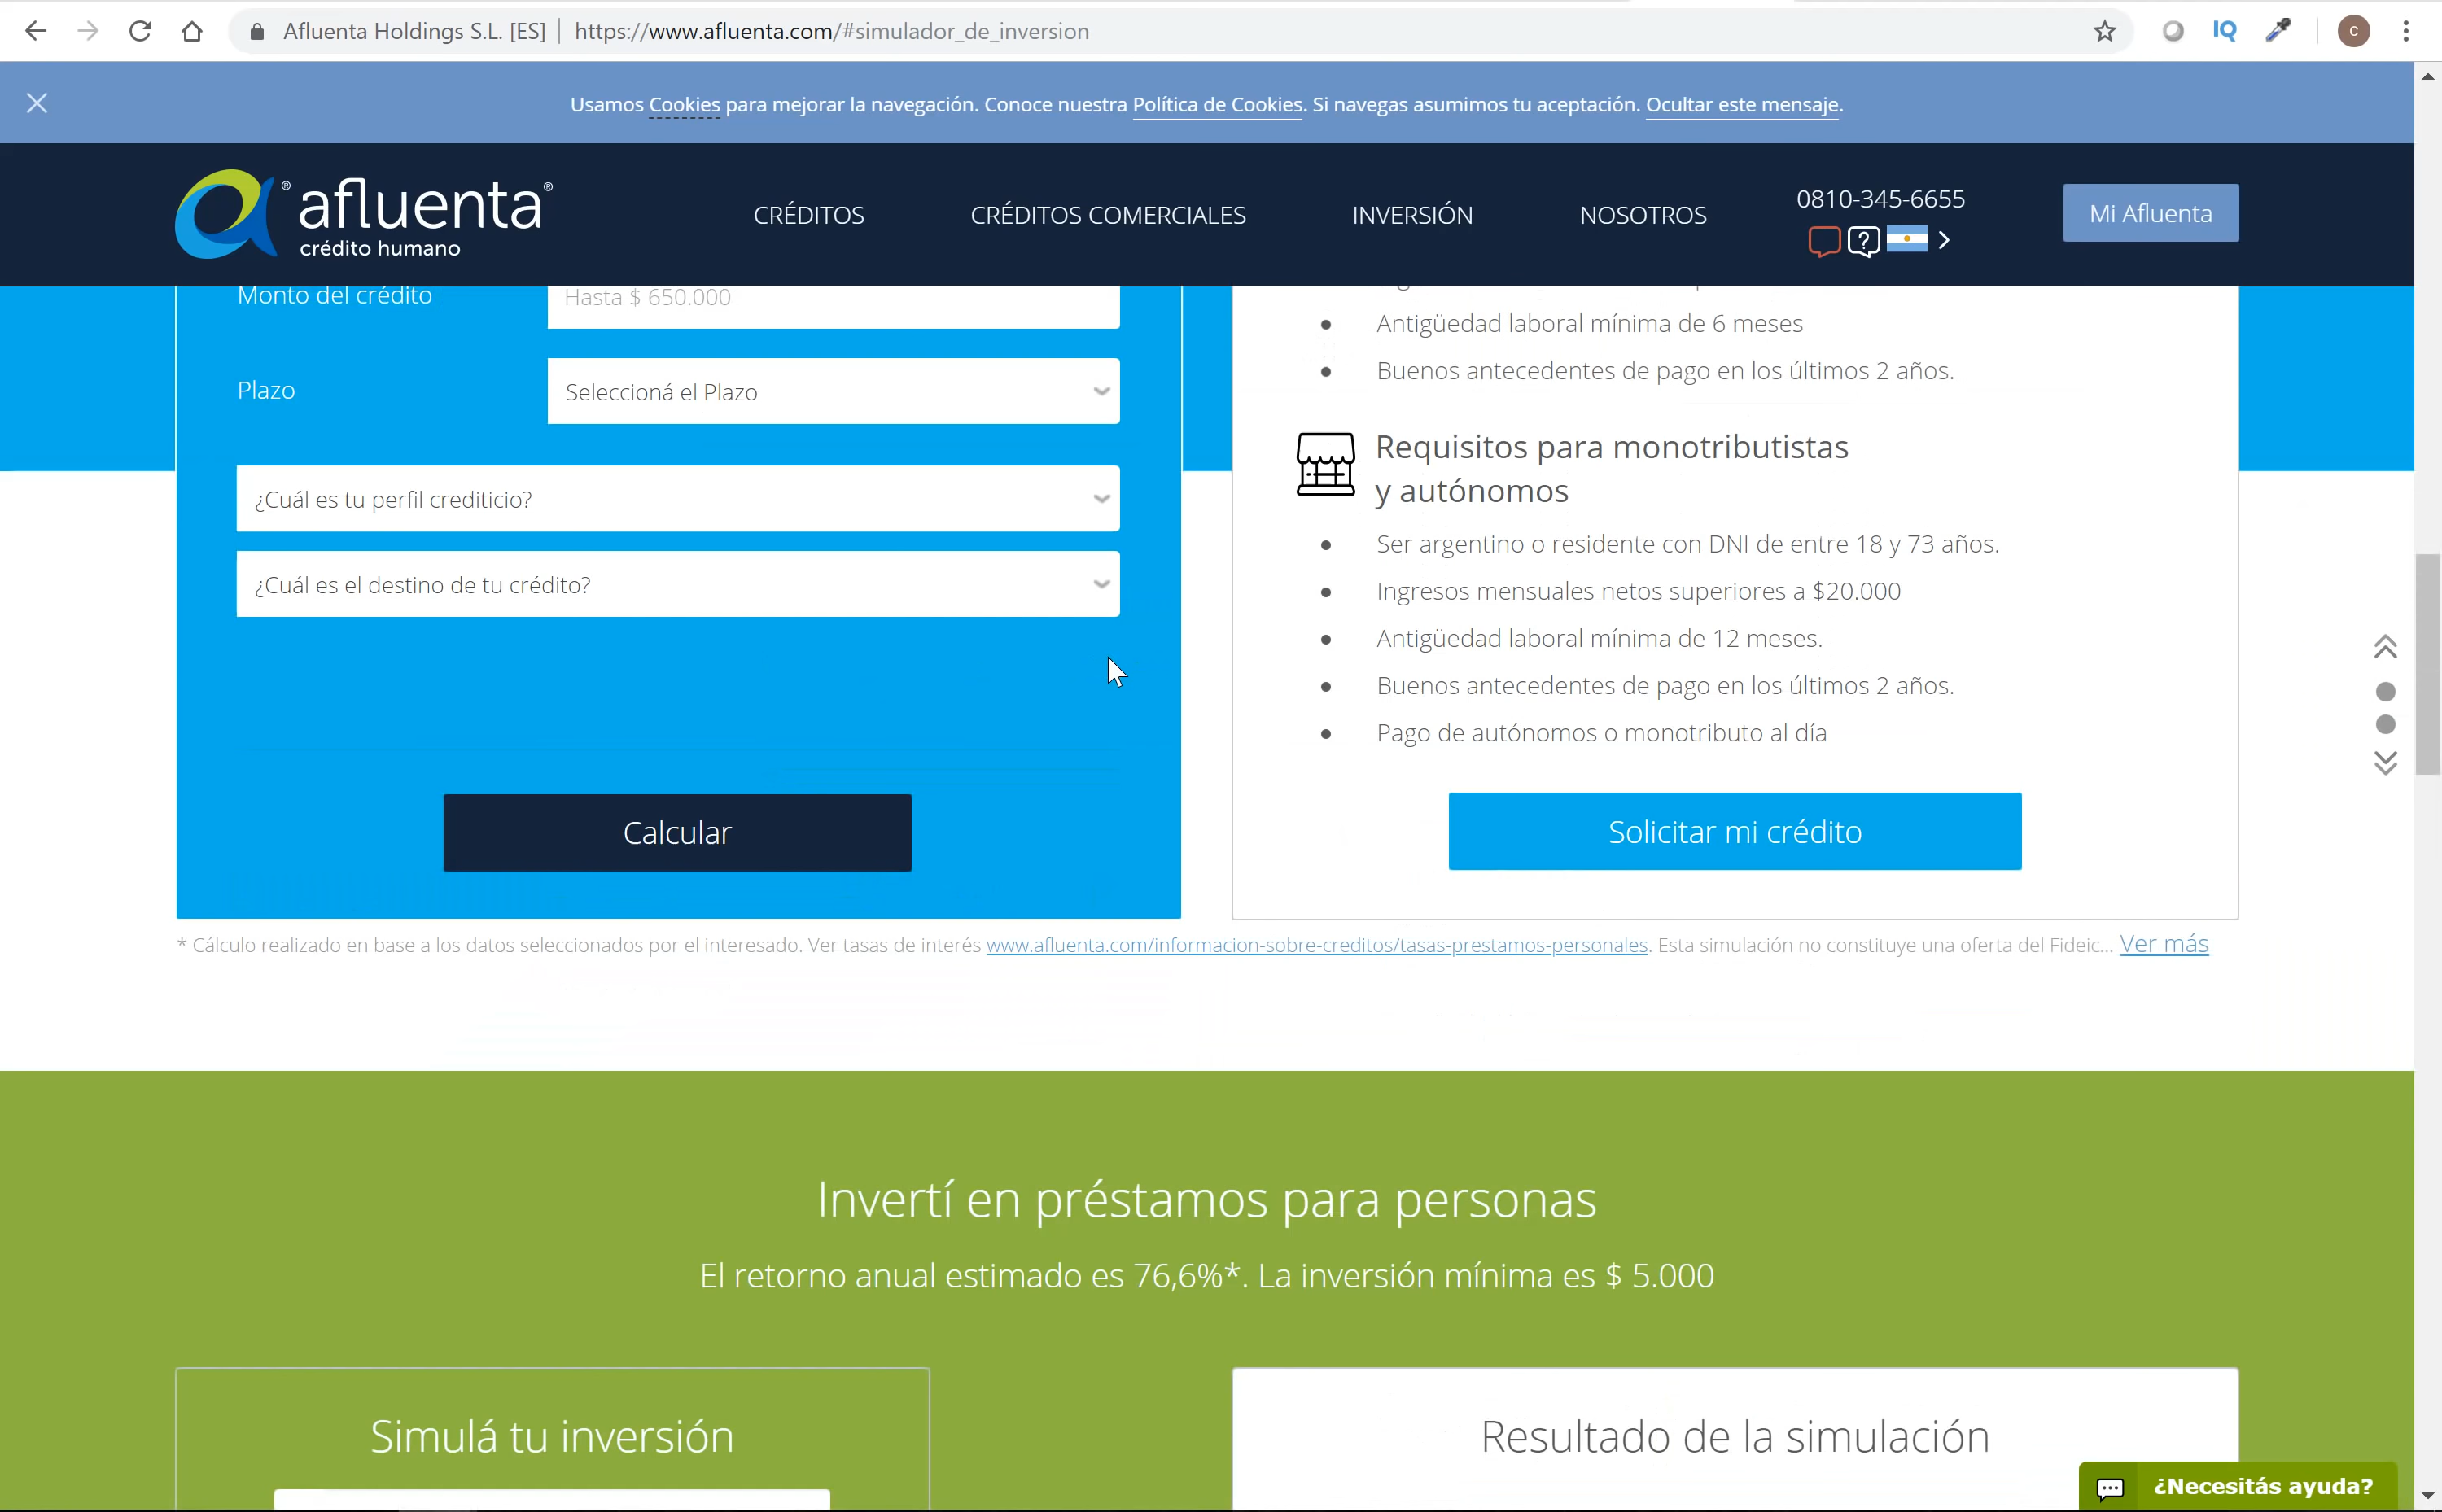 Afluenta Holdings S.L. [ES] | https://www.afluenta.com/#simulador_de_inversion
IQ
c
Usamos Cookies para mejorar la navegación. Conoce nuestra Política de Cookies. Si navegas asumimos tu aceptación. Ocultar este mensaje.
afluenta®
crédito humano
CRÉDITOS
CRÉDITOS COMERCIALES
INVERSIÓN
NOSOTROS
0810-345-6655
Mi Afluenta
Monto del crédito
Hasta $ 650.000
Plazo
Seleccioná el Plazo
¿Cuál es tu perfil crediticio?
¿Cuál es el destino de tu crédito?
Calcular
• Antigüedad laboral mínima de 6 meses
• Buenos antecedentes de pago en los últimos 2 años.
Requisitos para monotributistas
y autónomos
• Ser argentino o residente con DNI de entre 18 y 73 años.
• Ingresos mensuales netos superiores a $20.000
• Antigüedad laboral mínima de 12 meses.
• Buenos antecedentes de pago en los últimos 2 años.
• Pago de autónomos o monotributo al día
Solicitar mi crédito
* Cálculo realizado en base a los datos seleccionados por el interesado. Ver tasas de interés www.afluenta.com/informacion-sobre-creditos/tasas-prestamos-personales. Esta simulación no constituye una oferta del Fideic... Ver más
Invertí en préstamos para personas
El retorno anual estimado es 76,6%*. La inversión mínima es $ 5.000
Simulá tu inversión
Resultado de la simulación
¿Necesitás ayuda?